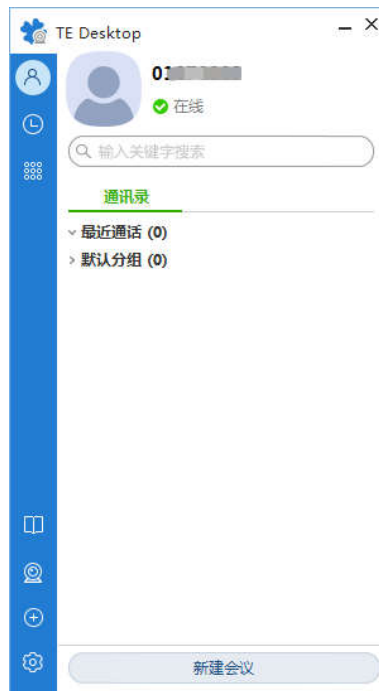 TE Desktop
在线
输入关键字搜索
通讯录
最近通话 (0)
默认分组 (0)
新建会议